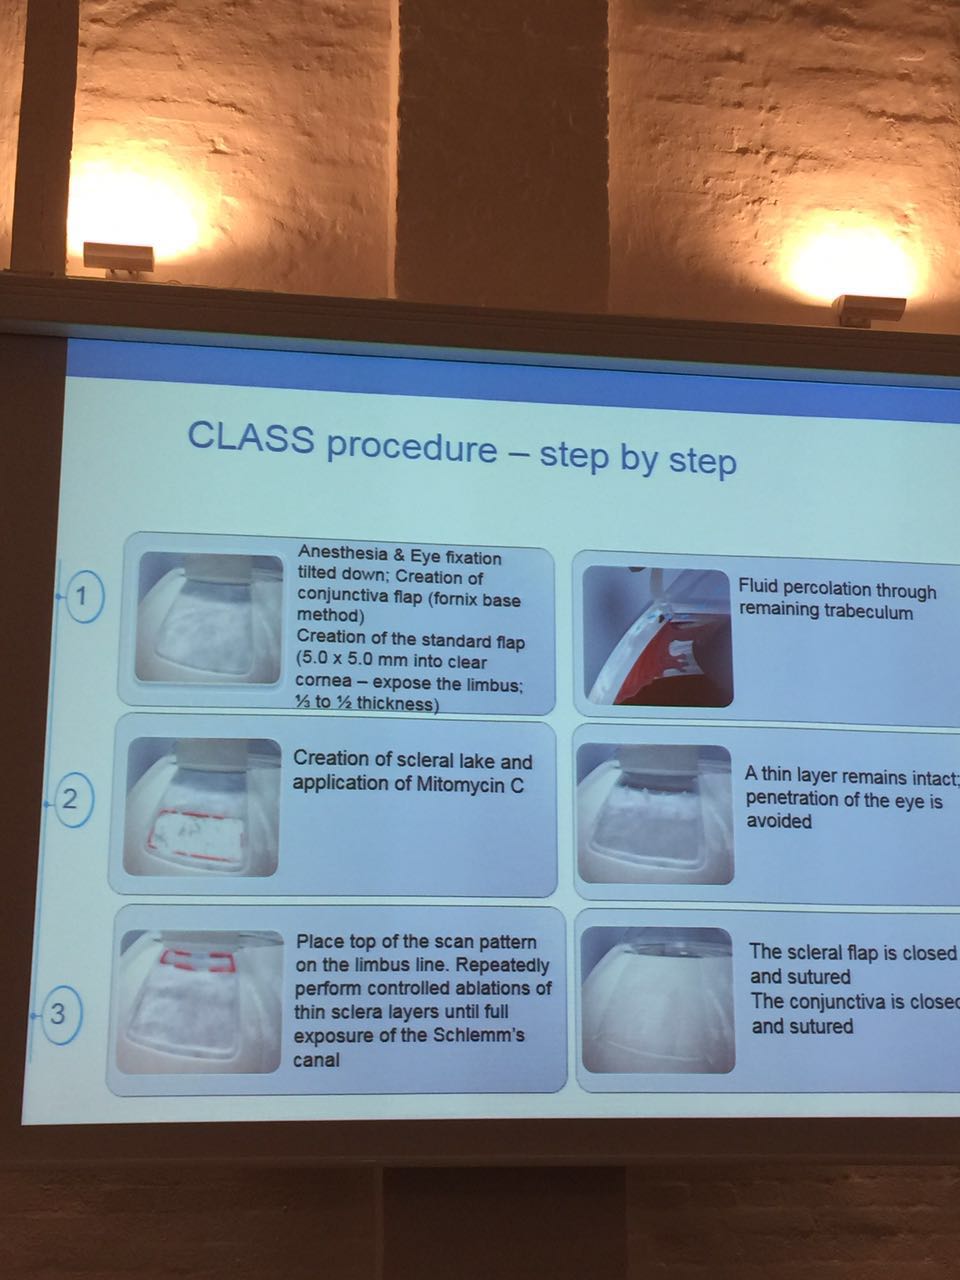 CLASS procedure – step by step
1
Anesthesia & Eye fixation
tilted down; Creation of
conjunctiva flap (fornix base
method)
Creation of the standard flap
(5.0 x 5.0 mm into clear
cornea – expose the limbus;
⅓ to ½ thickness)
2
Creation of scleral lake and
application of Mitomycin C
3
Place top of the scan pattern
on the limbus line. Repeatedly
perform controlled ablations of
thin sclera layers until full
exposure of the Schlemm's
canal
Fluid percolation through
remaining trabeculum
A thin layer remains intact;
penetration of the eye is
avoided
The scleral flap is closed
and sutured
The conjunctiva is close
and sutured